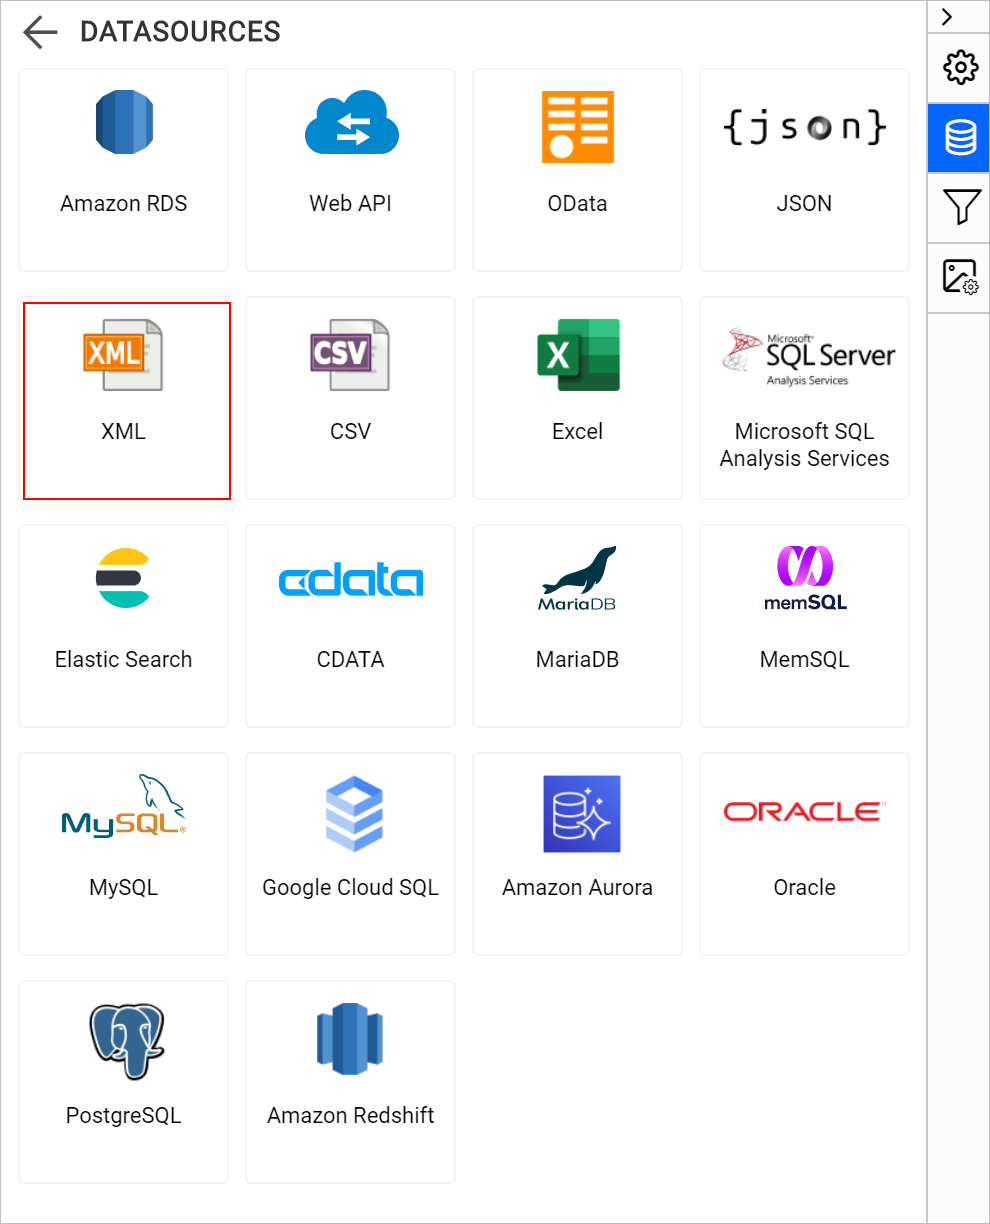 DATASOURCES
Amazon RDS
Web API
OData
{json}
JSON
XML
XML
CSV
CSV
X
Excel
Microsoft®
SQL Server
Analysis Services
Microsoft SQL
Analysis Services
Elastic Search
cdata
CDATA
MariaDB
MariaDB
memSQL
MemSQL
MySQL®
MySQL
Google Cloud SQL
Amazon Aurora
ORACLE
Oracle
PostgreSQL
Amazon Redshift